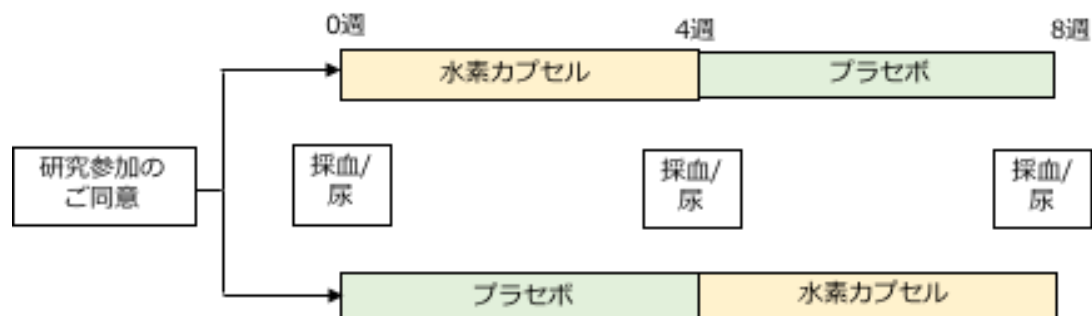 0週
4週
8週
水素カプセル
プラセボ
研究参加の
ご同意
採血/
尿
採血/
尿
採血/
尿
プラセボ
水素カプセル